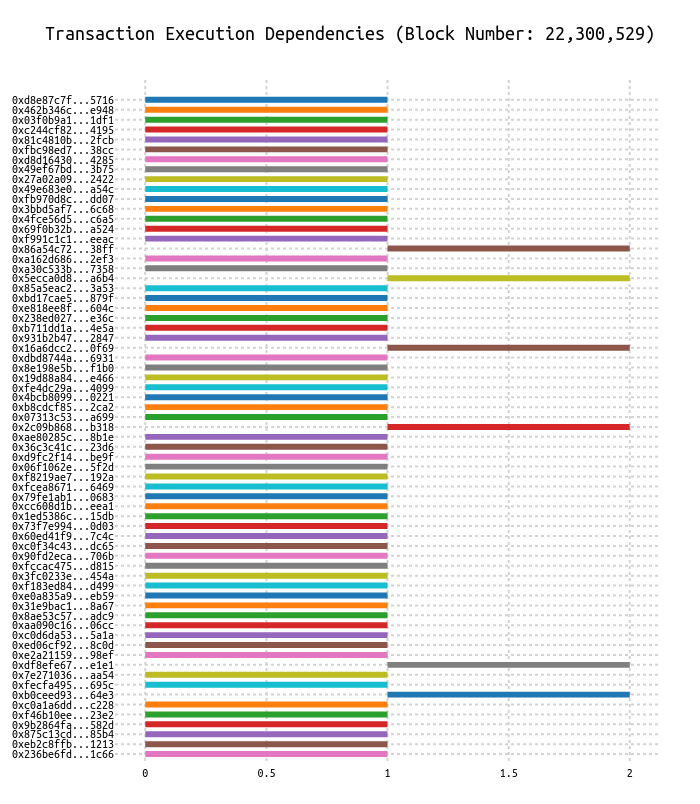 Transaction Execution Dependencies (Block Number: 22,300,529)
0xd8e87c7f...5716
0x462b346c...e948
0x03f0b9a1...1df1
0xc244cf82...4195
0x81c4810b...2fcb
0xfbc98ed7...38cc
0xd8d16430...4285
0x49ef67bd...3b75
0x27a02a09...2422
0x49e683e0...a54c
0xfb970d8c...dd07
0x3bbd5af7...6c68
0x4fce56d5...c6a5
0x69f0b32b...a524
0xf991c1c1...eeac
0x86a54c72...38ff
0xa162d686...2ef3
0xa30c533b...7358
0x5ecca0d8...a6b4
0x85a5eac2...3a53
0xbd17cae5...879f
0xe818ee8f...604c
0x238ed027...e36c
0xb711dd1a...4e5a
0x931b2b47...2847
0x16a6dcc2...0f69
0xdbd8744a...6931
0x8e198e5b...f1b0
0x19d88a84...e466
0xfe4dc29a...4099
0x4bcb8099...0221
0xb8cdcf85...2ca2
0x07313c53...a699
0x2c09b868...b318
0xae80285c...8b1e
0x36c3c41c...23d6
0xd9fc2f14...be9f
0x06f1062e...5f2d
0xf8219ae7...192a
0xfcea8671...6469
0x79fe1ab1...0683
0xcc608d1b...eea1
0x1ed5386c...15db
0x73f7e994...0d03
0x60ed41f9...7c4c
0xc0f34c43...dc65
0x90fd2eca...706b
0xfccac475...d815
0x3fc0233e...454a
0xf183ed84...d499
0xe0a835a9...eb59
0x31e9bac1...8a67
0x8ae53c57...adc9
0xaa090c16...06cc
0xc0d6da53...5a1a
0xed06cf92...8c0d
0xe2a21159...98ef
0xdf8efe67...e1e1
0x7e271036...aa54
0xfecfa495...695c
0xb0ceed93...64e3
0xc0a1a6dd...c228
0xf46b10ee...23e2
0x9b2864fa...582d
0x875c13cd...85b4
0xeb2c8ffb...1213
0x236be6fd...1c66
0 0.5 1 1.5 2